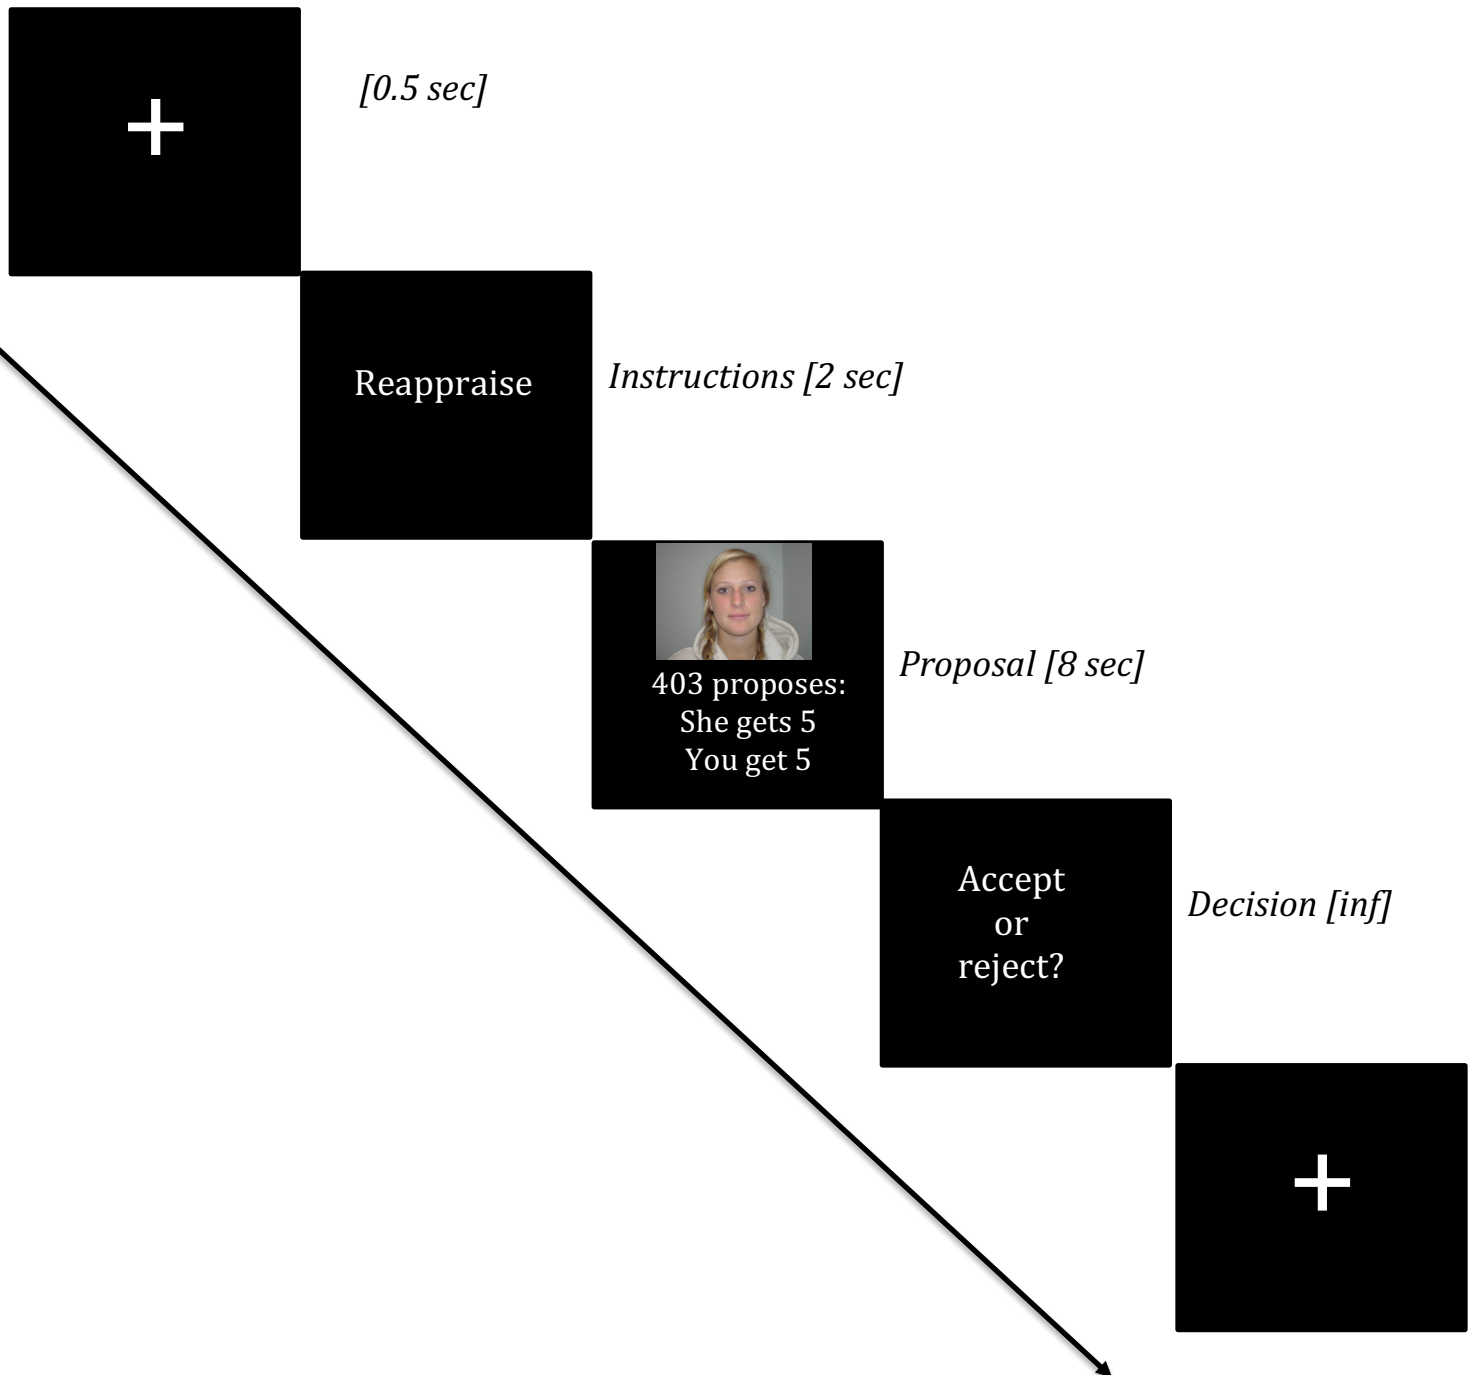 [0.5 sec]
Reappraise
Instructions [2 sec]
403 proposes:
She gets 5
You get 5
Proposal [8 sec]
Accept
or
reject?
Decision [inf]